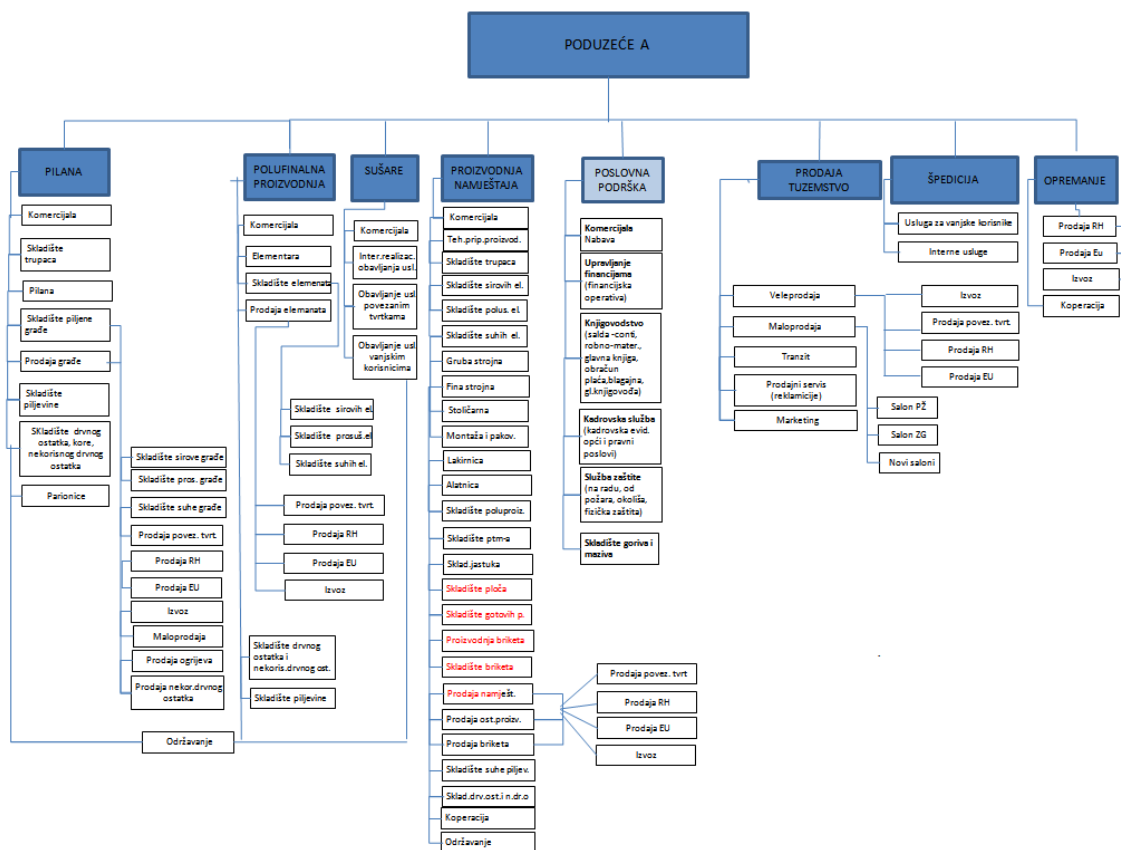 PODUZEĆE A
PILANA
Komercijala
Skladište
trupaca
Pilana
Skladište piljene
građe
Prodaja građe
Skladište
piljevine
SKladište drvnog
ostatka, kore,
nekorisnog drvnog
ostatka
Parionice
Skladište sirove građe
Skladište pros. građe
Skladište suhe građe
Prodaja povez. tvrt.
Prodaja RH
Prodaja EU
Izvoz
Maloprodaja
Prodaja ogrijeva
Prodaja nekor.drvnog
ostatka
Održavanje
POLUFINALNA
PROIZVODNJA
Komercijala
Elementara
Skladište elemenata
Prodaja elemanata
Skladište sirovih el.
Skladište prosuš.el
Skladište suhih el.
Prodaja povez. tvrt.
Prodaja RH
Prodaja EU
Izvoz
Skladište drvnog
ostatka i
nekoris.drvnog ost.
Skladište piljevine
SUŠARE
Komercijala
Inter.realizac.
obavljanja usl.
Obavljanje usl.
povezanim
tvrtkama
Obavljanje usl.
vanjskim
korisnicima
PROIZVODNJA
NAMJEŠTAJA
Komercijala
Teh.prip.proizvod.
Skladište trupaca
Skladište sirovih el.
Skladište polus. el.
Skladište suhih el.
Gruba strojna
Fina strojna
Stoličarna
Montaža i pakov.
Lakirnica
Alatnica
Skladište poluproiz.
Skladište ptm-a
Sklad.jastuka
Skladište ploča
Skladište gotovih p.
Proizvodnja briketa
Skladište briketa
Prodaja namješt.
Prodaja ost.proizv.
Prodaja briketa
Skladište suhe piljev.
Sklad.drv.ost.i n.dr.o
Koperacija
Održavanje
Prodaja povez. tvrt
Prodaja RH
Prodaja EU
Izvoz
POSLOVNA
PODRŠKA
Komercijala
Nabava
Upravljanje
financijama
(financijska
operativa)
Knjigovodstvo
(salda -conti,
robno-mater.,
glavna knjiga,
obračun
plaća,blagajna,
gl.knjigovođa)
Kadrovska služba
(kadrovska evid.
opći i pravni
poslovi)
Služba zaštite
(na radu, od
požara, okoliša,
fizička zaštita)
Skladište goriva i
maziva
PRODAJA
TUZEMSTVO
Veleprodaja
Maloprodaja
Tranzit
Prodajni servis
(reklamicije)
Marketing
Izvoz
Prodaja povez. tvrt.
Prodaja RH
Prodaja EU
Salon PŽ
Salon ZG
Novi saloni
ŠPEDICIJA
Usluga za vanjske korisnike
Interne usluge
OPREMANJE
Prodaja RH
Prodaja Eu
Izvoz
Koperacija